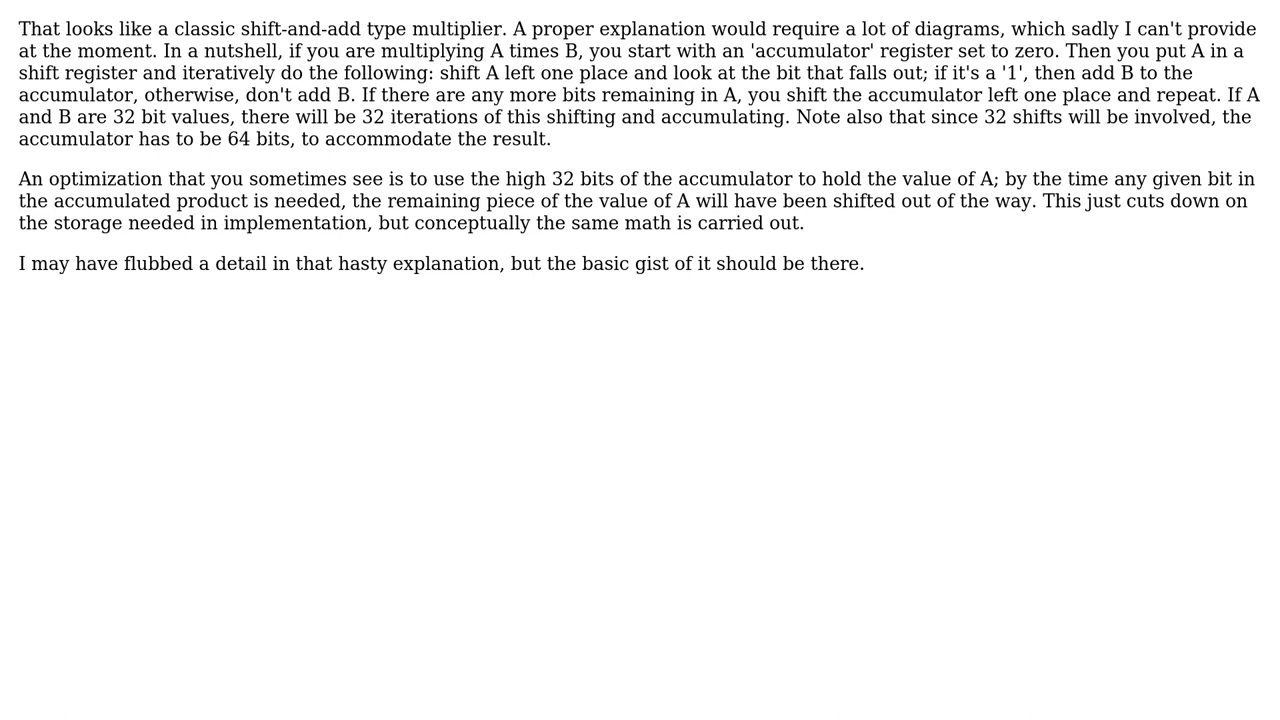 That looks like a classic shift-and-add type multiplier. A proper explanation would require a lot of diagrams, which sadly I can't provide
at the moment. In a nutshell, if you are multiplying A times B, you start with an 'accumulator' register set to zero. Then you put A in a
shift register and iteratively do the following: shift A left one place and look at the bit that falls out; if it's a '1', then add B to the
accumulator, otherwise, don't add B. If there are any more bits remaining in A, you shift the accumulator left one place and repeat. If A
and B are 32 bit values, there will be 32 iterations of this shifting and accumulating. Note also that since 32 shifts will be involved, the
accumulator has to be 64 bits, to accommodate the result.
An optimization that you sometimes see is to use the high 32 bits of the accumulator to hold the value of A; by the time any given bit in
the accumulated product is needed, the remaining piece of the value of A will have been shifted out of the way. This just cuts down on
the storage needed in implementation, but conceptually the same math is carried out.
I may have flubbed a detail in that hasty explanation, but the basic gist of it should be there.